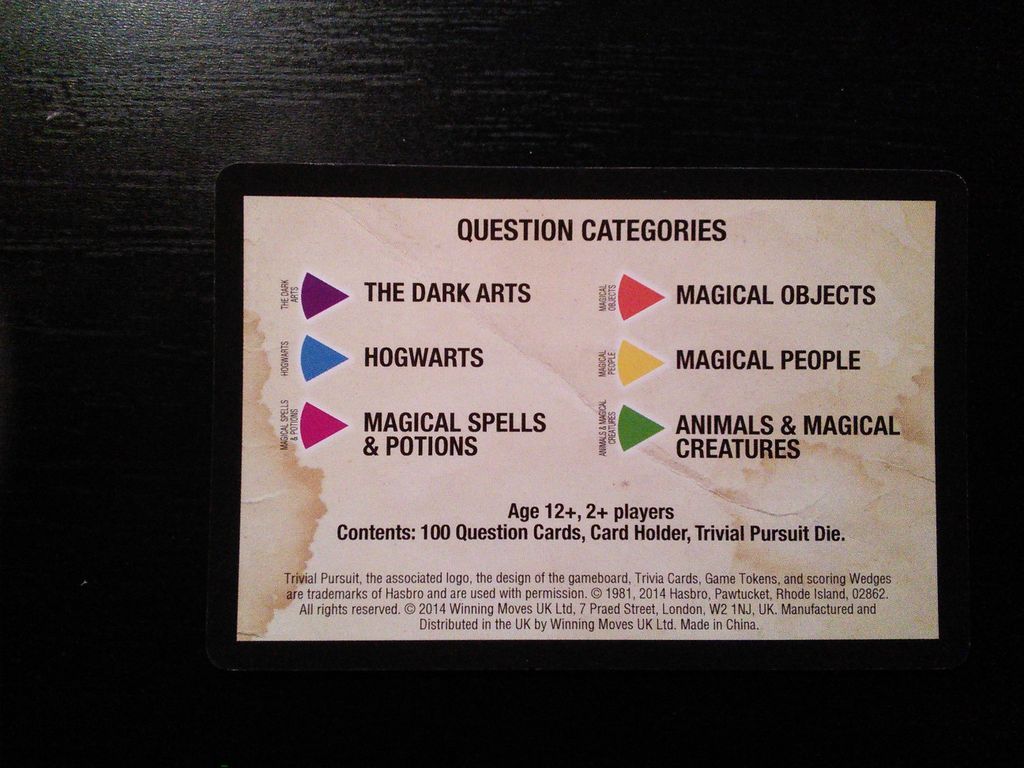 QUESTION CATEGORIES
THE DARK
ARTS
THE DARK ARTS
MAGICAL
OBJECTS
MAGICAL OBJECTS
HOGWARTS
HOGWARTS
MAGICAL
PEOPLE
MAGICAL PEOPLE
MAGICAL SPELLS
& POTIONS
MAGICAL SPELLS
& POTIONS
ANIMALS & MAGICAL
CREATURES
ANIMALS & MAGICAL
CREATURES
Age 12+, 2+ players
Contents: 100 Question Cards, Card Holder, Trivial Pursuit Die.
Trivial Pursuit, the associated logo, the design of the gameboard, Trivia Cards, Game Tokens, and scoring Wedges
are trademarks of Hasbro and are used with permission. © 1981, 2014 Hasbro, Pawtucket, Rhode Island, 02862.
All rights reserved. © 2014 Winning Moves UK Ltd, 7 Praed Street, London, W2 1NJ, UK. Manufactured and
Distributed in the UK by Winning Moves UK Ltd. Made in China.